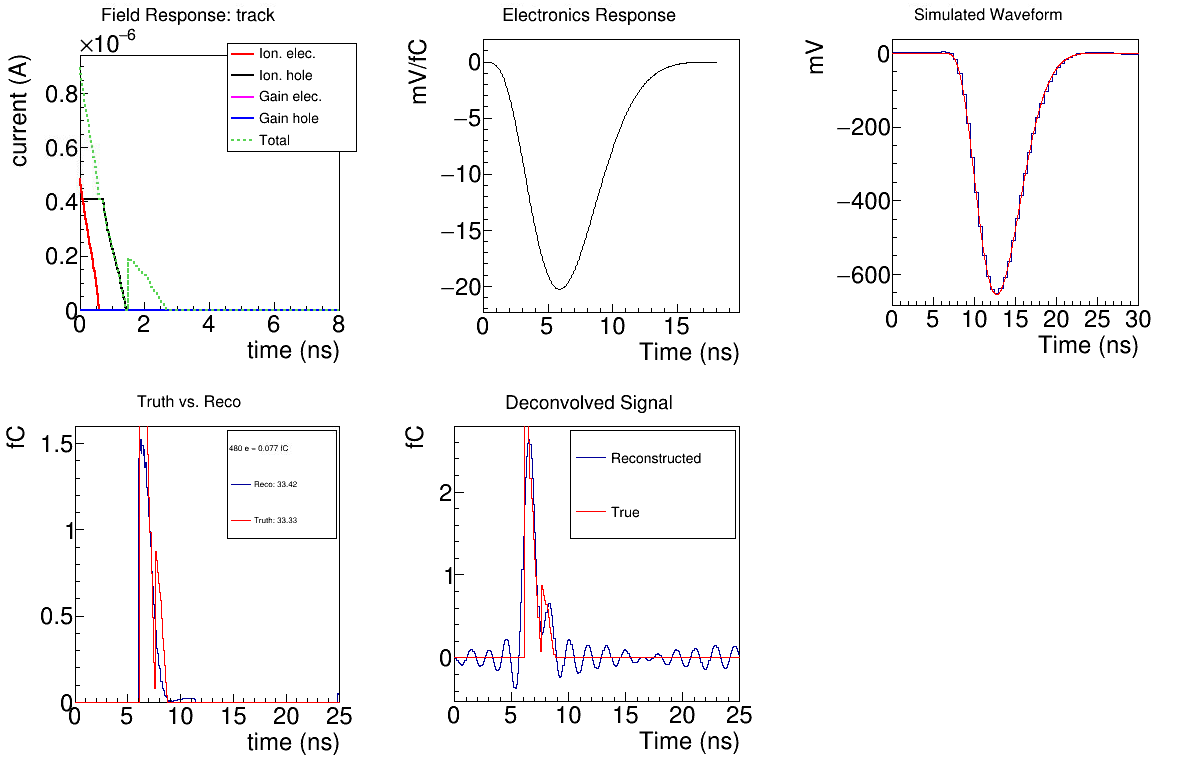 Field Response: track
×10⁻⁶
current (A)
0.8
0.6
0.4
0.2
0
0 2 4 6 8
time (ns)
Ion. elec.
Ion. hole
Gain elec.
Gain hole
Total
Electronics Response
mV/fC
0
−5
−10
−15
−20
0 5 10 15
Time (ns)
Simulated Waveform
mV
0
−200
−400
−600
0 5 10 15 20 25 30
Time (ns)
Truth vs. Reco
fC
1.5
1
0.5
0
0 5 10 15 20 25
time (ns)
480 e = 0.077 fC
Reco: 33.42
Truth: 33.33
Deconvolved Signal
fC
2
1
0
0 5 10 15 20 25
Time (ns)
Reconstructed
True